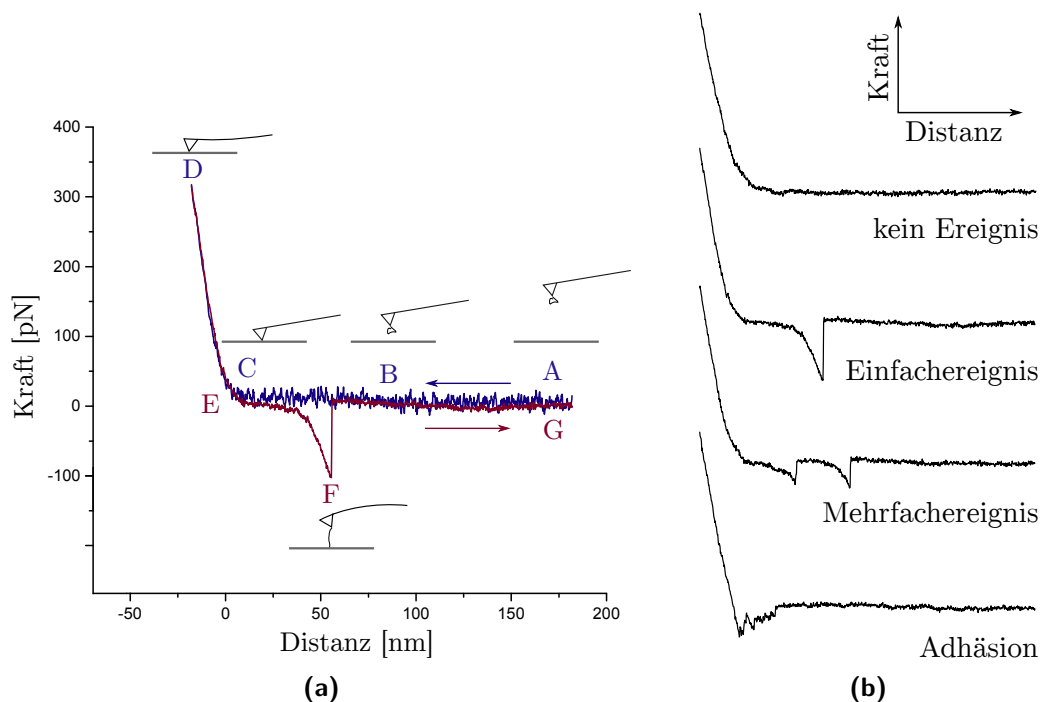 Kraft [pN]
400
300
200
100
0
-100
-50
0
50
100
150
200
Distanz [nm]
D
C
B
A
E
F
G
(a)
Kraft
Distanz
kein Ereignis
Einfachereignis
Mehrfachereignis
Adhäsion
(b)